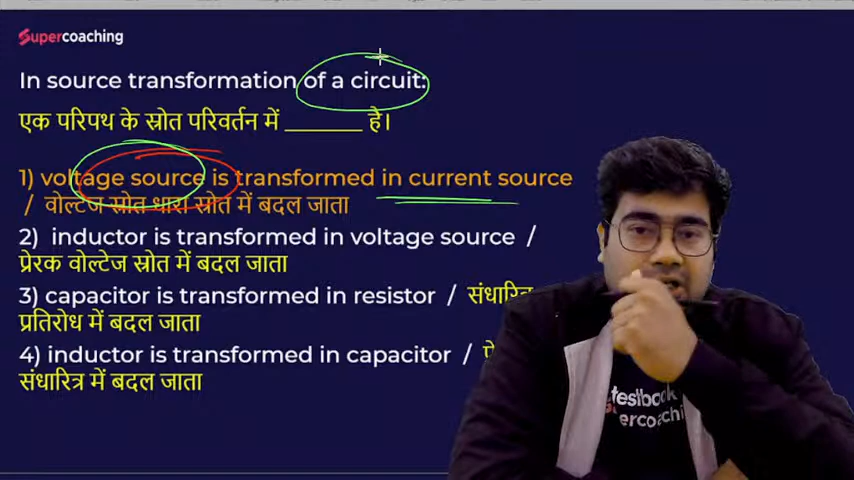 Supercoaching
In source transformation of a circuit:
एक परिपथ के स्रोत परिवर्तन में ______ है।
1) voltage source is transformed in current source
/ वोल्टेज स्रोत धारा स्रोत में बदल जाता
2) inductor is transformed in voltage source /
प्रेरक वोल्टेज स्रोत में बदल जाता
3) capacitor is transformed in resistor /
प्रतिरोध में बदल जाता
4) inductor is transformed in capacitor /
संधारित्र में बदल जाता
testbook
ercoachi